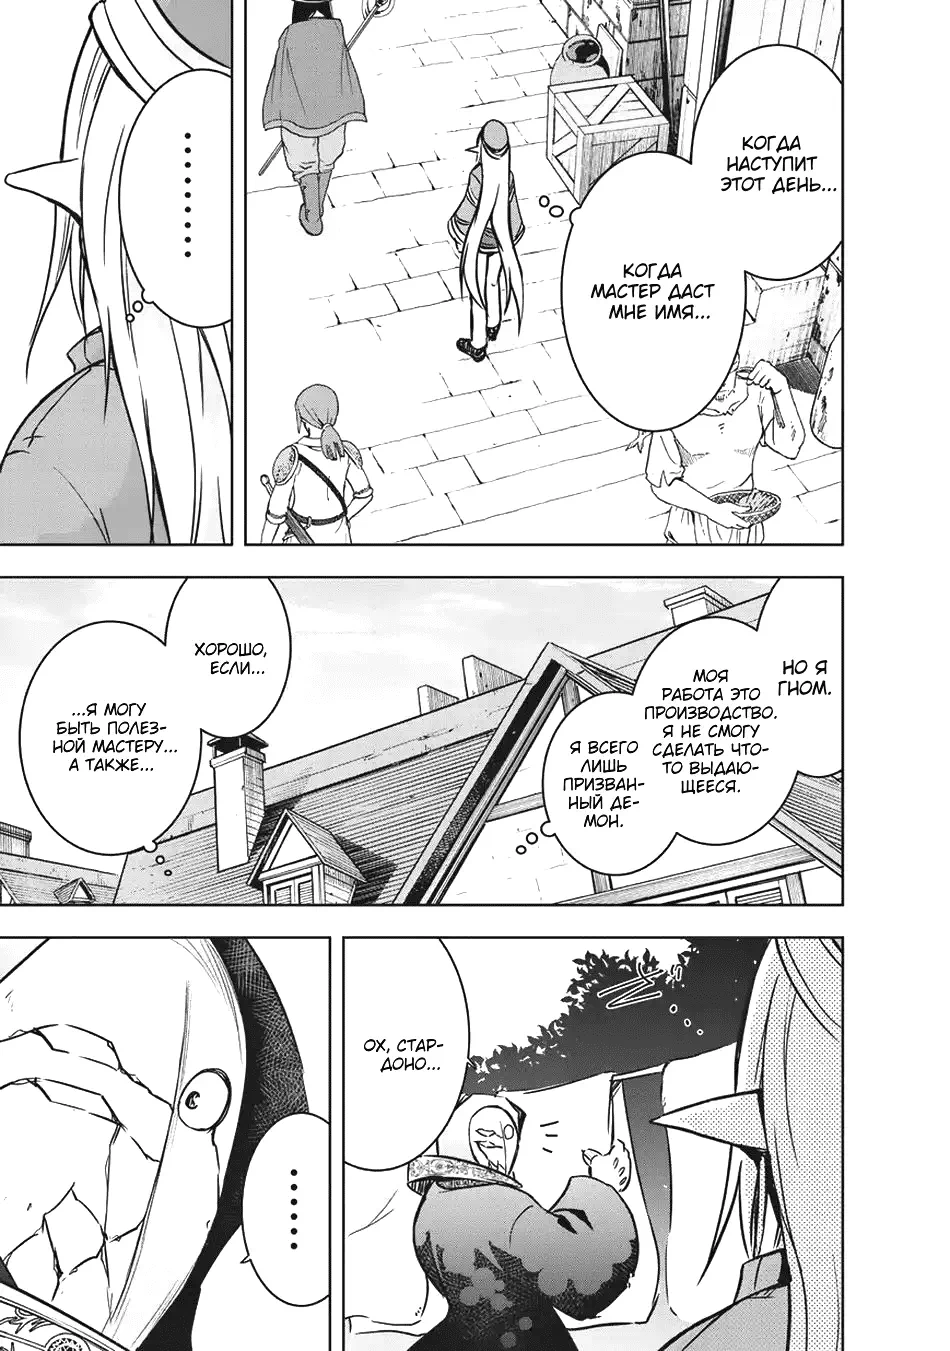 КОГДА
НАСТУПИТ
ЭТОТ ДЕНЬ...
КОГДА
МАСТЕР ДАСТ
МНЕ ИМЯ...
......
НО Я
ГНОМ.
МОЯ
РАБОТА ЭТО
ПРОИЗВОДСТВО.
Я НЕ СМОГУ
СДЕЛАТЬ ЧТО-
ТО ВЫДАЮ-
ЩЕЕСЯ.
Я ВСЕГО
ЛИШЬ
ПРИЗВАН-
НЫЙ ДЕ-
МОН.
ХОРОШО,
ЕСЛИ...
...Я МОГУ
БЫТЬ ПОЛЕЗ-
НОЙ МАСТЕРУ...
А ТАКЖЕ...
ОХ, СТАР-
ДОНО...
......